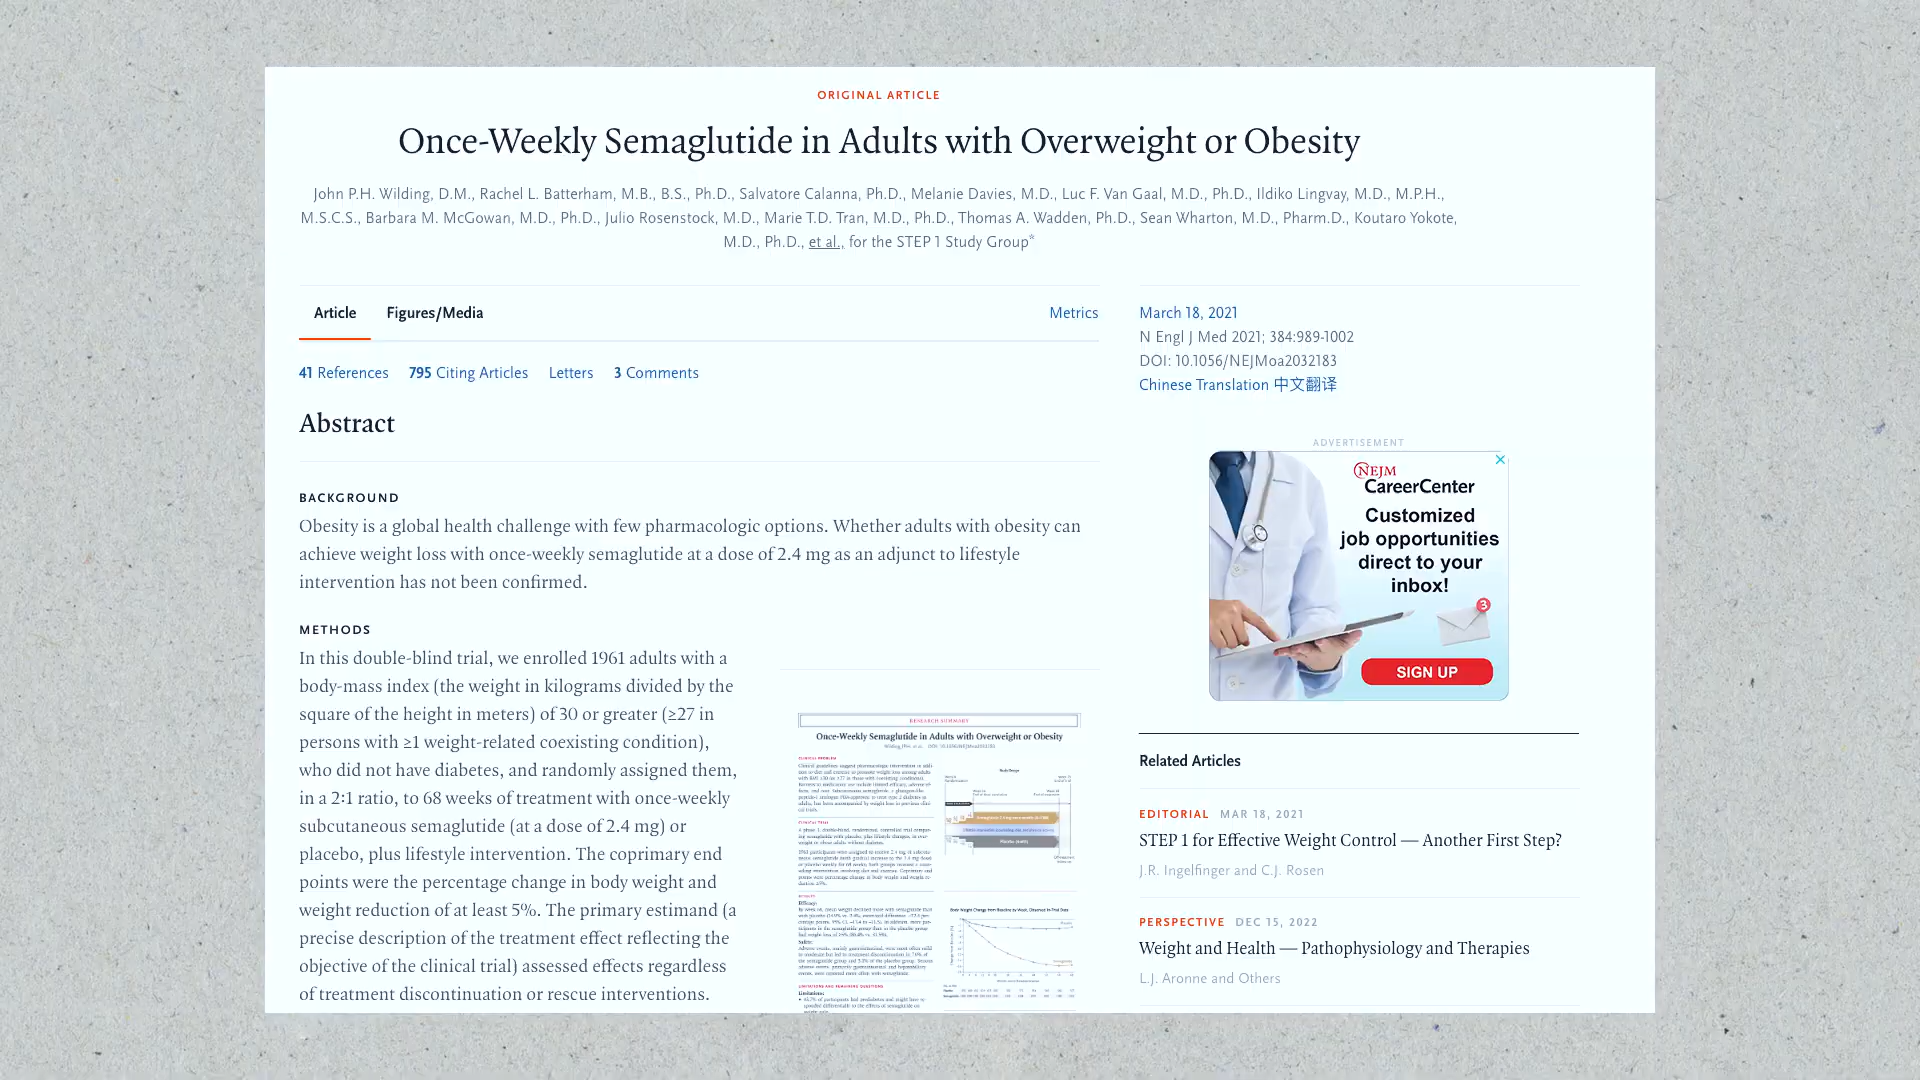 ORIGINAL ARTICLE
Once-Weekly Semaglutide in Adults with Overweight or Obesity
John P.H. Wilding, D.M., Rachel L. Batterham, M.B., B.S., Ph.D., Salvatore Calanna, Ph.D., Melanie Davies, M.D., Luc F. Van Gaal, M.D., Ph.D., Ildiko Lingvay, M.D., M.P.H.,
M.S.C.S., Barbara M. McGowan, M.D., Ph.D., Julio Rosenstock, M.D., Marie T.D. Tran, M.D., Ph.D., Thomas A. Wadden, Ph.D., Sean Wharton, M.D., Pharm.D., Koutaro Yokote,
M.D., Ph.D., et al., for the STEP 1 Study Group*
Article Figures/Media Metrics
41 References 795 Citing Articles Letters 3 Comments
Abstract
BACKGROUND
Obesity is a global health challenge with few pharmacologic options. Whether adults with obesity can
achieve weight loss with once-weekly semaglutide at a dose of 2.4 mg as an adjunct to lifestyle
intervention has not been confirmed.
METHODS
In this double-blind trial, we enrolled 1961 adults with a
body-mass index (the weight in kilograms divided by the
square of the height in meters) of 30 or greater (≥27 in
persons with ≥1 weight-related coexisting condition),
who did not have diabetes, and randomly assigned them,
in a 2:1 ratio, to 68 weeks of treatment with once-weekly
subcutaneous semaglutide (at a dose of 2.4 mg) or
placebo, plus lifestyle intervention. The coprimary end
points were the percentage change in body weight and
weight reduction of at least 5%. The primary estimand (a
precise description of the treatment effect reflecting the
objective of the clinical trial) assessed effects regardless
of treatment discontinuation or rescue interventions.
RESEARCH SUMMARY
Once-Weekly Semaglutide in Adults with Overweight or Obesity
March 18, 2021
N Engl J Med 2021; 384:989-1002
DOI: 10.1056/NEJMoa2032183
Chinese Translation 中文翻译
ADVERTISEMENT
NEJM
CareerCenter
Customized
job opportunities
direct to your
inbox!
3
SIGN UP
Related Articles
EDITORIAL MAR 18, 2021
STEP 1 for Effective Weight Control — Another First Step?
J.R. Ingelfinger and C.J. Rosen
PERSPECTIVE DEC 15, 2022
Weight and Health — Pathophysiology and Therapies
L.J. Aronne and Others